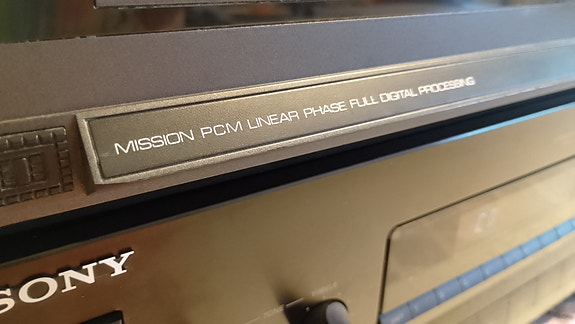 MISSION PCM LINEAR PHASE FULL DIGITAL PROCESSING
SONY